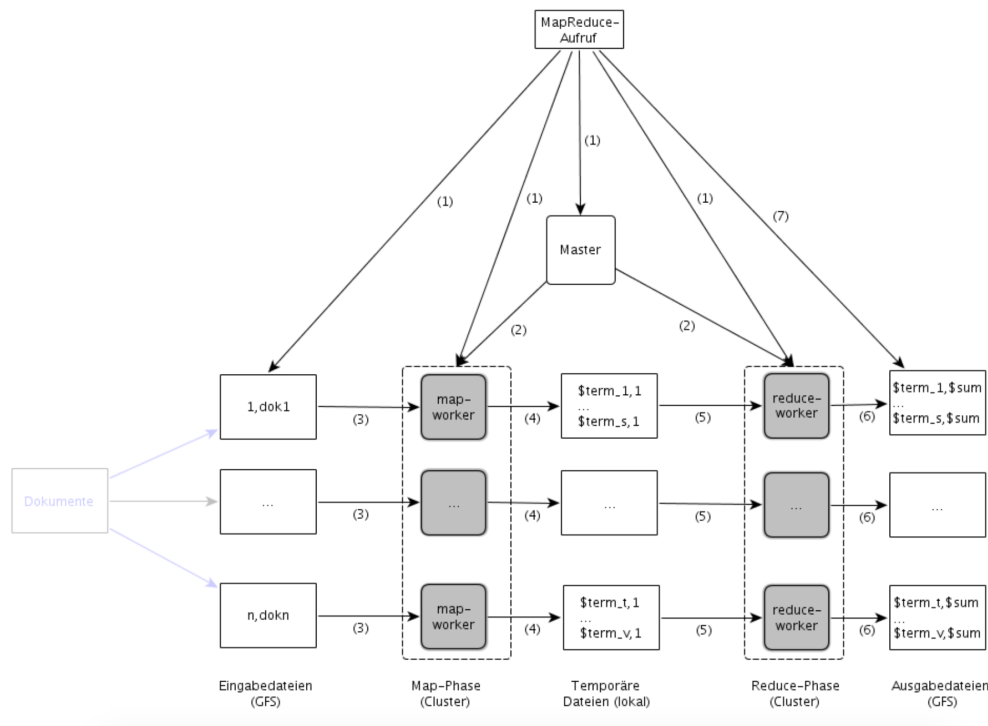 MapReduce-
Aufruf
(1)
(1)
(1)
(1)
(7)
Master
(2)
(2)
1,dok1
(3)
map-
worker
(4)
$term_1,1
...
$term_s,1
(5)
reduce-
worker
(6)
$term_1,$sum
...
$term_s,$sum
Dokumente
...
(3)
...
(4)
...
(5)
...
(6)
...
n,dokn
(3)
map-
worker
(4)
$term_t,1
...
$term_v,1
(5)
reduce-
worker
(6)
$term_t,$sum
...
$term_v,$sum
Eingabedateien
(GFS)
Map-Phase
(Cluster)
Temporäre
Dateien (lokal)
Reduce-Phase
(Cluster)
Ausgabedateien
(GFS)